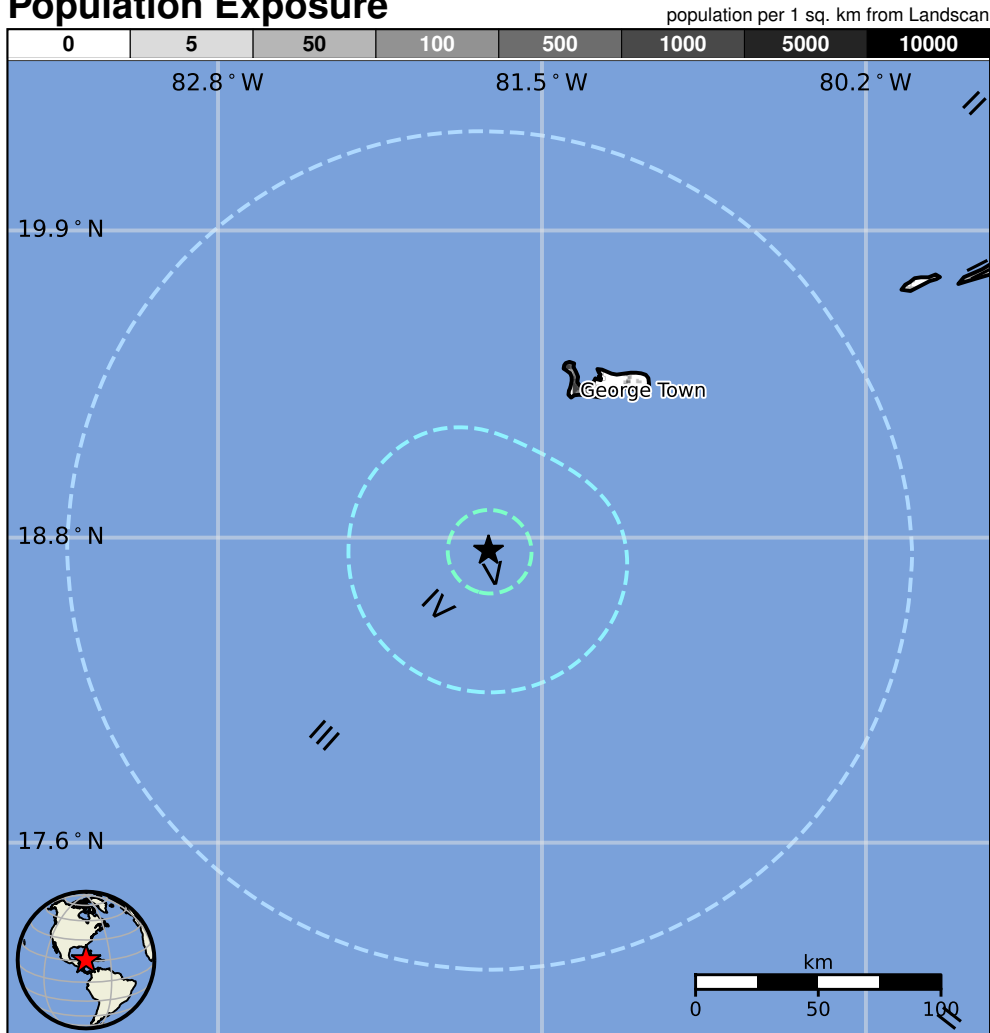 Population Exposure
population per 1 sq. km from Landscan
0 5 50 100 500 1000 5000 10000
82.8°W 81.5°W 80.2°W
II
19.9°N
George Town
18.8°N
V
IV
III
17.6°N
km
0 50 100
II